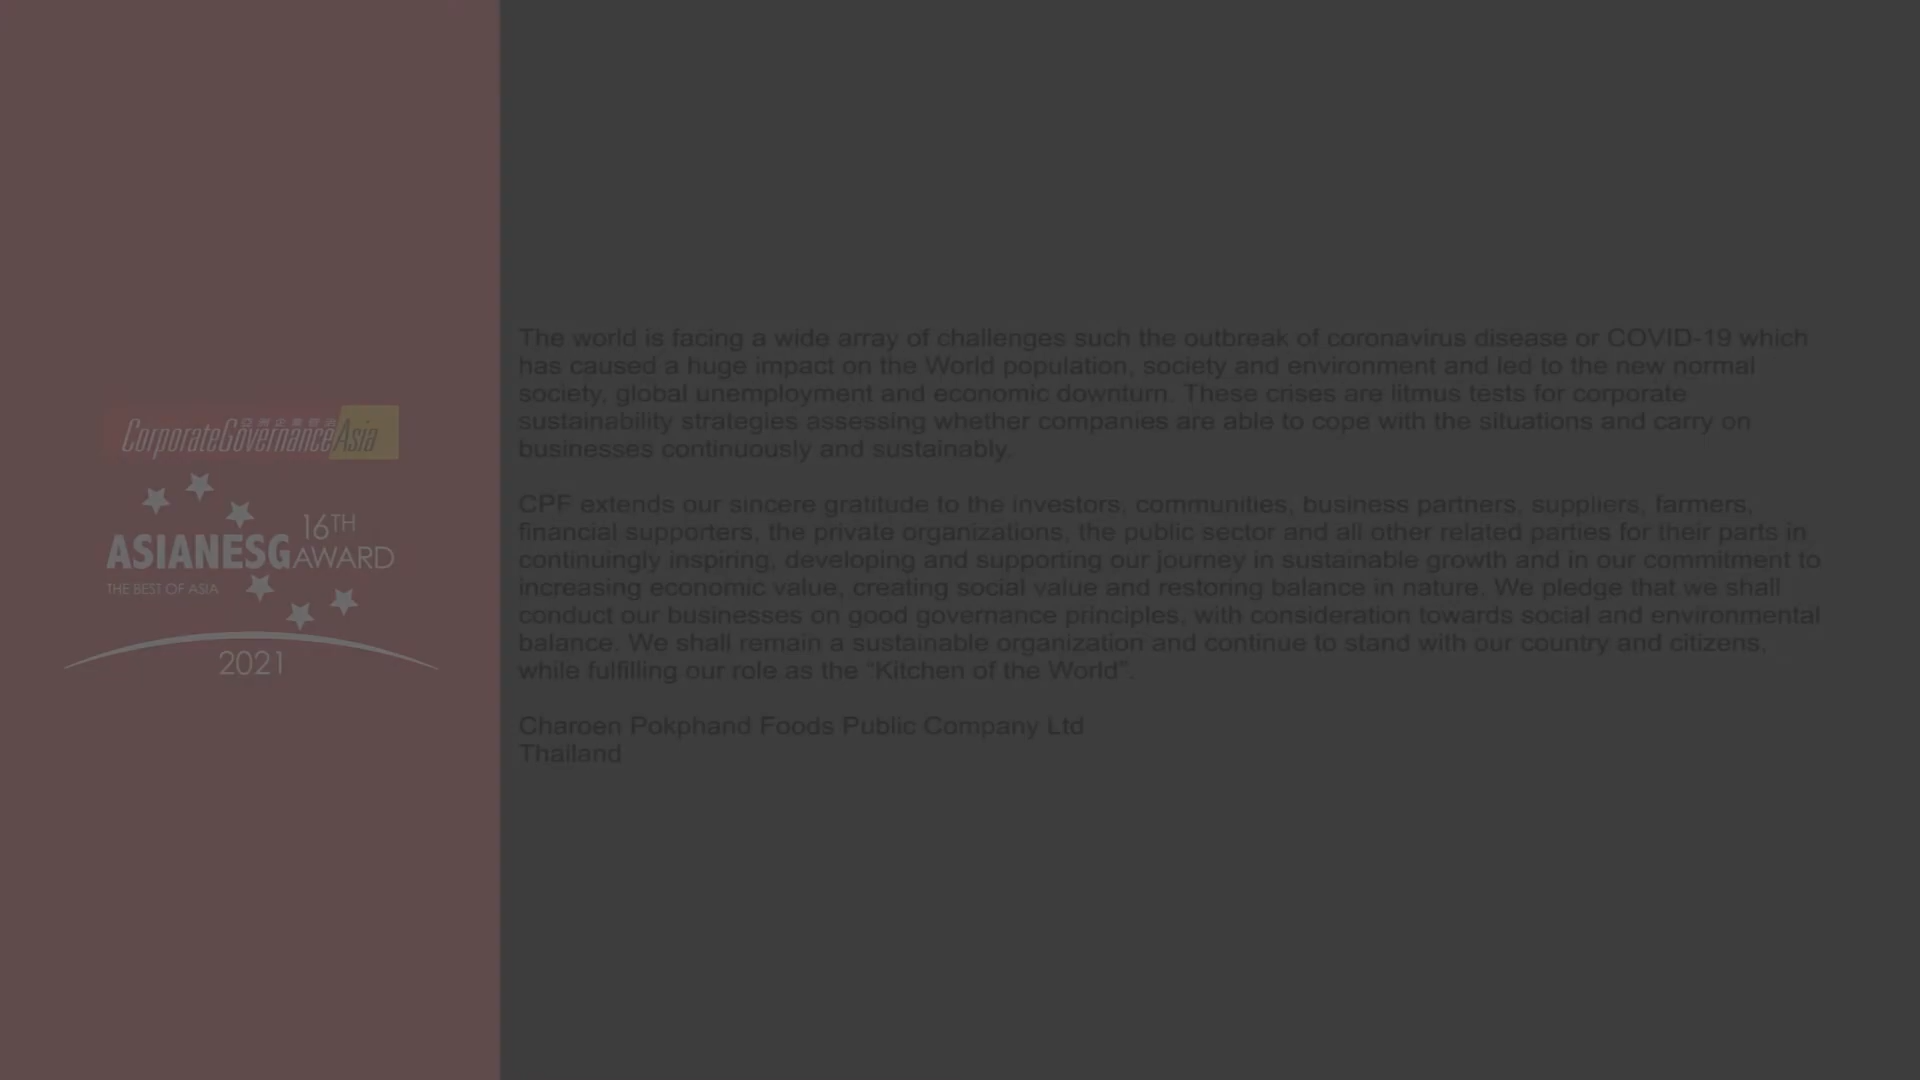 亞洲企業管治
CorporateGovernanceAsia
16TH
ASIANESG AWARD
THE BEST OF ASIA
2021
The world is facing a wide array of challenges such the outbreak of coronavirus disease or COVID-19 which
has caused a huge impact on the World population, society and environment and led to the new normal
society, global unemployment and economic downturn. These crises are litmus tests for corporate
sustainability strategies assessing whether companies are able to cope with the situations and carry on
businesses continuously and sustainably.
CPF extends our sincere gratitude to the investors, communities, business partners, suppliers, farmers,
financial supporters, the private organizations, the public sector and all other related parties for their parts in
continuingly inspiring, developing and supporting our journey in sustainable growth and in our commitment to
increasing economic value, creating social value and restoring balance in nature. We pledge that we shall
conduct our businesses on good governance principles, with consideration towards social and environmental
balance. We shall remain a sustainable organization and continue to stand with our country and citizens,
while fulfilling our role as the “Kitchen of the World”.
Charoen Pokphand Foods Public Company Ltd
Thailand